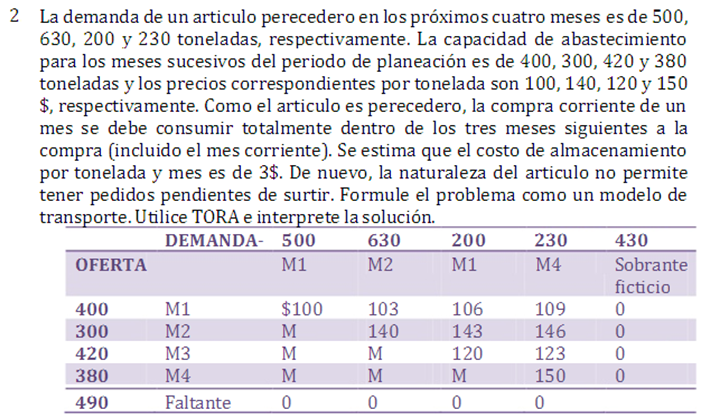 2 La demanda de un articulo perecedero en los próximos cuatro meses es de 500,
630, 200 y 230 toneladas, respectivamente. La capacidad de abastecimiento
para los meses sucesivos del periodo de planeación es de 400, 300, 420 y 380
toneladas y los precios correspondientes por tonelada son 100, 140, 120 y 150
$, respectivamente. Como el articulo es perecedero, la compra corriente de un
mes se debe consumir totalmente dentro de los tres meses siguientes a la
compra (incluido el mes corriente). Se estima que el costo de almacenamiento
por tonelada y mes es de 3$. De nuevo, la naturaleza del articulo no permite
tener pedidos pendientes de surtir. Formule el problema como un modelo de
transporte. Utilice TORA e interprete la solución.
DEMANDA- 500 630 200 230 430
OFERTA M1 M2 M1 M4 Sobrante
ficticio
400 M1 $100 103 106 109 0
300 M2 M 140 143 146 0
420 M3 M M 120 123 0
380 M4 M M M 150 0
490 Faltante 0 0 0 0